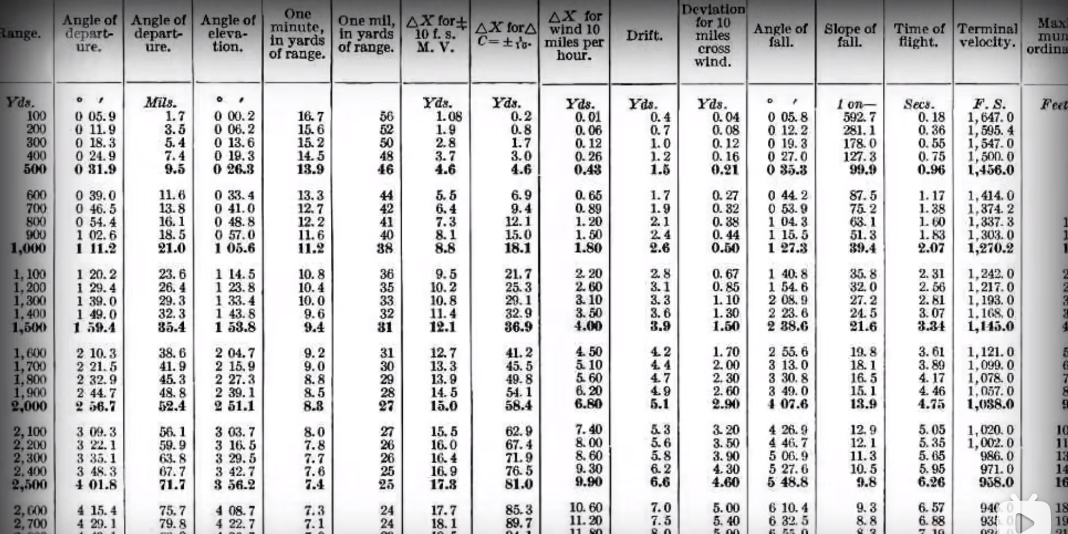 Range. | Angle of departure. | Angle of departure. | Angle of elevation. | One minute, in yards of range. | One mil, in yards of range. | △X for ± 10 f. s. M. V. | △X for △ C=± 1/10. | △X for wind 10 miles per hour. | Drift. | Deviation for 10 miles cross wind. | Angle of fall. | Slope of fall. | Time of flight. | Terminal velocity.
Yds. | ° ′ | Mils. | ° ′ | Yds. | Yds. | Yds. | Yds. | Yds. | ° ′ | 1 on— | Secs. | F. S. | Feet
100 | 0 05.9 | 1.7 | 0 00.2 | 16.7 | 56 | 1.08 | 0.2 | 0.01 | 0.4 | 0.04 | 0 05.8 | 592.7 | 0.18 | 1,647.0
200 | 0 11.9 | 3.5 | 0 06.2 | 15.6 | 52 | 1.9 | 0.8 | 0.06 | 0.7 | 0.08 | 0 12.2 | 281.1 | 0.36 | 1,595.4
300 | 0 18.3 | 5.4 | 0 13.6 | 15.2 | 50 | 2.8 | 1.7 | 0.12 | 1.0 | 0.12 | 0 19.3 | 178.0 | 0.55 | 1,547.0
400 | 0 24.9 | 7.4 | 0 19.3 | 14.5 | 48 | 3.7 | 3.0 | 0.26 | 1.2 | 0.16 | 0 27.0 | 127.3 | 0.75 | 1,500.0
500 | 0 31.9 | 9.5 | 0 26.3 | 13.9 | 46 | 4.6 | 4.6 | 0.43 | 1.5 | 0.21 | 0 35.3 | 99.9 | 0.96 | 1,456.0
600 | 0 39.0 | 11.6 | 0 33.4 | 13.3 | 44 | 5.5 | 6.9 | 0.65 | 1.7 | 0.27 | 0 44.2 | 87.5 | 1.17 | 1,414.0
700 | 0 46.5 | 13.8 | 0 41.0 | 12.7 | 42 | 6.4 | 9.4 | 0.89 | 1.9 | 0.32 | 0 53.9 | 75.2 | 1.38 | 1,374.2
800 | 0 54.4 | 16.1 | 0 48.8 | 12.2 | 41 | 7.3 | 12.1 | 1.20 | 2.1 | 0.38 | 1 04.3 | 63.1 | 1.60 | 1,337.3
900 | 1 02.6 | 18.5 | 0 57.0 | 11.6 | 40 | 8.1 | 15.0 | 1.50 | 2.4 | 0.44 | 1 15.5 | 51.3 | 1.83 | 1,303.0
1,000 | 1 11.2 | 21.0 | 1 05.6 | 11.2 | 38 | 8.8 | 18.1 | 1.80 | 2.6 | 0.50 | 1 27.3 | 39.4 | 2.07 | 1,270.2
1,100 | 1 20.2 | 23.6 | 1 14.5 | 10.8 | 36 | 9.5 | 21.7 | 2.20 | 2.8 | 0.67 | 1 40.8 | 35.8 | 2.31 | 1,242.0
1,200 | 1 29.4 | 26.4 | 1 23.8 | 10.4 | 35 | 10.2 | 25.3 | 2.60 | 3.1 | 0.85 | 1 54.6 | 32.0 | 2.56 | 1,217.0
1,300 | 1 39.0 | 29.3 | 1 33.4 | 10.0 | 33 | 10.8 | 29.1 | 3.10 | 3.3 | 1.10 | 2 08.9 | 27.2 | 2.81 | 1,193.0
1,400 | 1 49.0 | 32.3 | 1 43.8 | 9.6 | 32 | 11.4 | 32.9 | 3.50 | 3.6 | 1.30 | 2 23.6 | 24.5 | 3.07 | 1,168.0
1,500 | 1 59.4 | 35.4 | 1 53.8 | 9.4 | 31 | 12.1 | 36.9 | 4.00 | 3.9 | 1.50 | 2 38.6 | 21.6 | 3.34 | 1,145.0
1,600 | 2 10.3 | 38.6 | 2 04.7 | 9.2 | 31 | 12.7 | 41.2 | 4.50 | 4.2 | 1.70 | 2 55.6 | 19.8 | 3.61 | 1,121.0
1,700 | 2 21.5 | 41.9 | 2 15.9 | 9.0 | 30 | 13.3 | 45.5 | 5.10 | 4.4 | 2.00 | 3 13.0 | 18.1 | 3.89 | 1,099.0
1,800 | 2 32.9 | 45.3 | 2 27.3 | 8.8 | 29 | 13.9 | 49.8 | 5.60 | 4.7 | 2.30 | 3 30.8 | 16.5 | 4.17 | 1,078.0
1,900 | 2 44.7 | 48.8 | 2 39.1 | 8.5 | 28 | 14.5 | 54.1 | 6.20 | 4.9 | 2.60 | 3 49.0 | 15.1 | 4.46 | 1,057.0
2,000 | 2 56.7 | 52.4 | 2 51.1 | 8.3 | 27 | 15.0 | 58.4 | 6.80 | 5.1 | 2.90 | 4 07.6 | 13.9 | 4.75 | 1,038.0
2,100 | 3 09.3 | 56.1 | 3 03.7 | 8.0 | 27 | 15.5 | 62.9 | 7.40 | 5.3 | 3.20 | 4 26.9 | 12.9 | 5.05 | 1,020.0
2,200 | 3 22.1 | 59.9 | 3 16.5 | 7.8 | 26 | 16.0 | 67.4 | 8.00 | 5.6 | 3.50 | 4 46.7 | 12.1 | 5.35 | 1,002.0
2,300 | 3 35.1 | 63.8 | 3 29.5 | 7.7 | 26 | 16.4 | 71.9 | 8.60 | 5.8 | 3.90 | 5 06.9 | 11.3 | 5.65 | 986.0
2,400 | 3 48.3 | 67.7 | 3 42.7 | 7.6 | 25 | 16.9 | 76.5 | 9.30 | 6.2 | 4.30 | 5 27.6 | 10.5 | 5.95 | 971.0
2,500 | 4 01.8 | 71.7 | 3 56.2 | 7.4 | 25 | 17.3 | 81.0 | 9.90 | 6.6 | 4.60 | 5 48.8 | 9.8 | 6.26 | 958.0
2,600 | 4 15.4 | 75.7 | 4 08.7 | 7.3 | 24 | 17.7 | 85.3 | 10.60 | 7.0 | 5.00 | 6 10.4 | 9.3 | 6.57
2,700 | 4 29.1 | 79.8 | 4 22.7 | 7.1 | 24 | 18.1 | 89.7 | 11.20 | 7.5 | 5.40 | 6 32.5 | 8.8 | 6.88